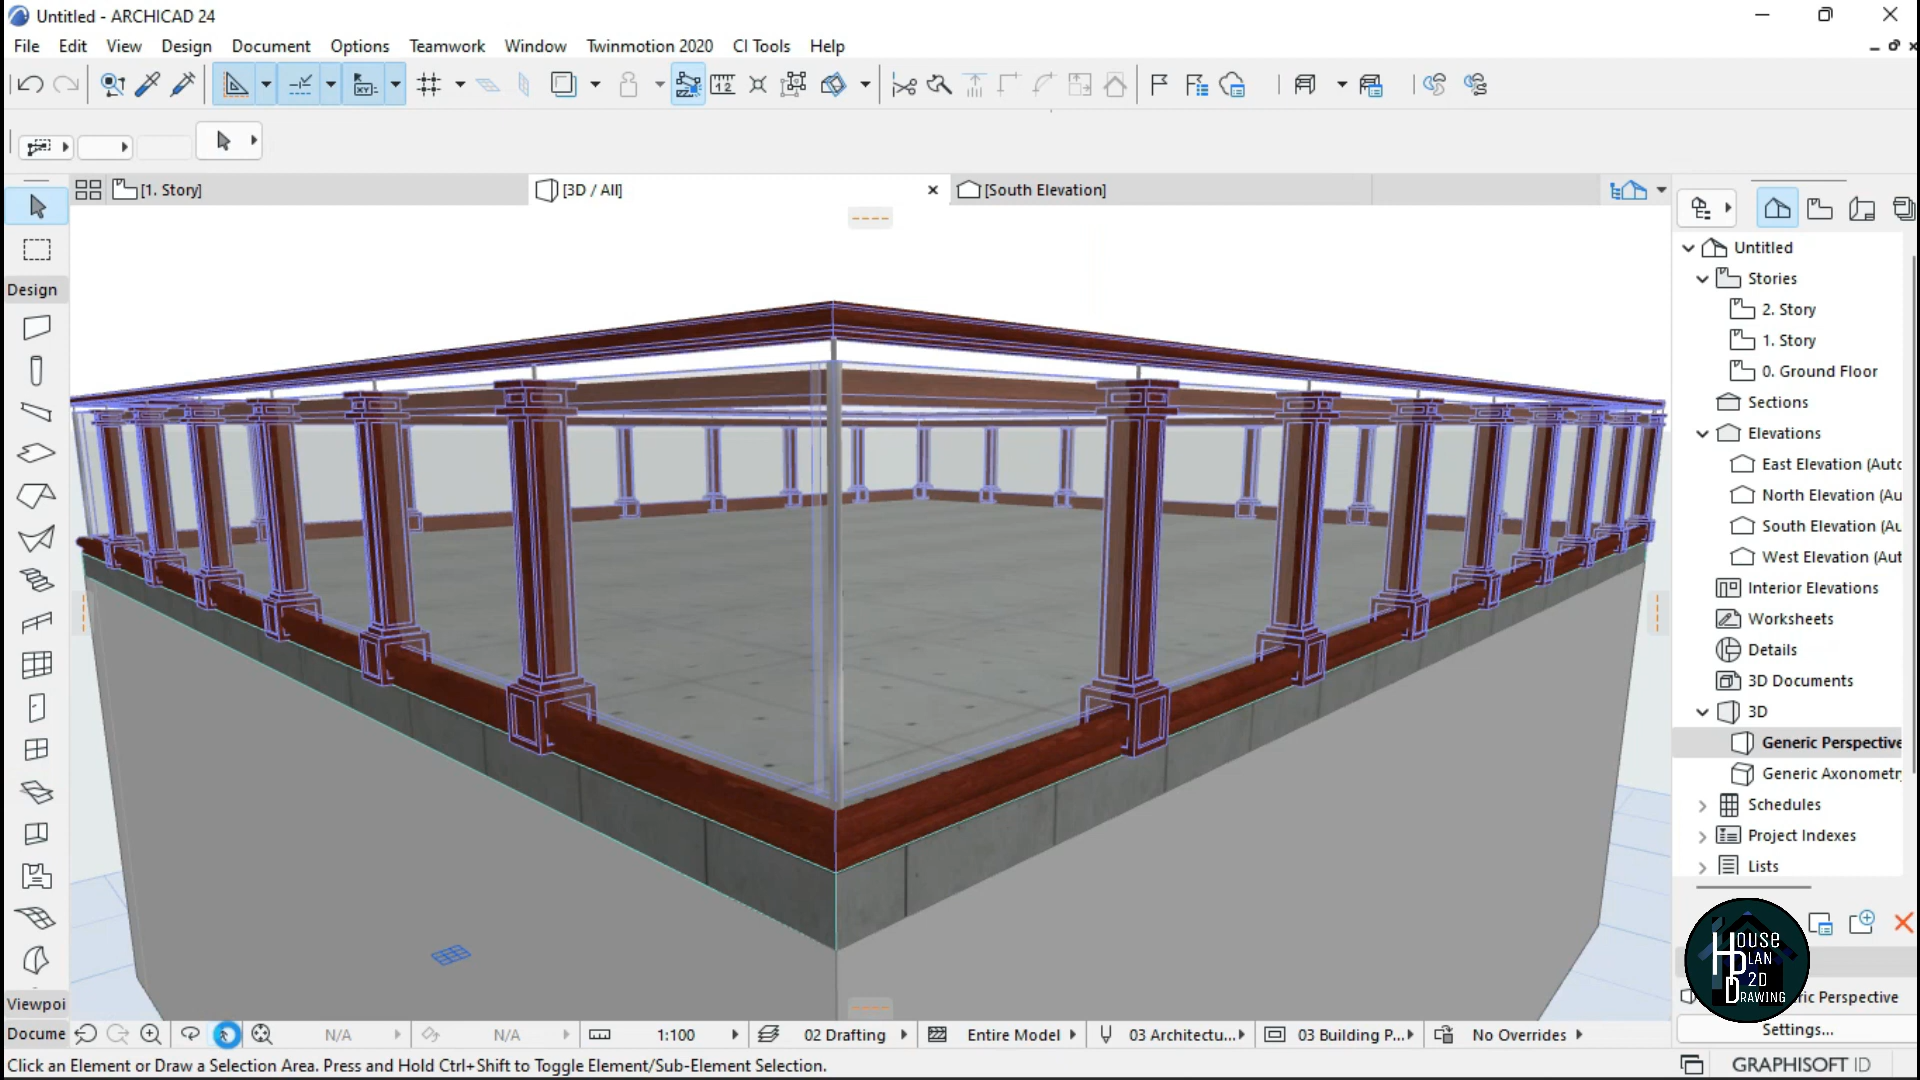 Untitled - ARCHICAD 24
File Edit View Design Document Options Teamwork Window Twinmotion 2020 CI Tools Help
[1. Story]
[3D / All]
[South Elevation]
Design
Untitled
Stories
2. Story
1. Story
0. Ground Floor
Sections
Elevations
East Elevation (Auto
North Elevation (Au
South Elevation (Au
West Elevation (Aut
Interior Elevations
Worksheets
Details
3D Documents
3D
Generic Perspective
Generic Axonometr
Schedules
Project Indexes
Lists
House
Plan
2D
Drawing
Viewpoi
ric Perspective
Docume
N/A
N/A
1:100
02 Drafting
Entire Model
03 Architectu...
03 Building P...
No Overrides
Settings...
Click an Element or Draw a Selection Area. Press and Hold Ctrl+Shift to Toggle Element/Sub-Element Selection.
GRAPHISOFT ID